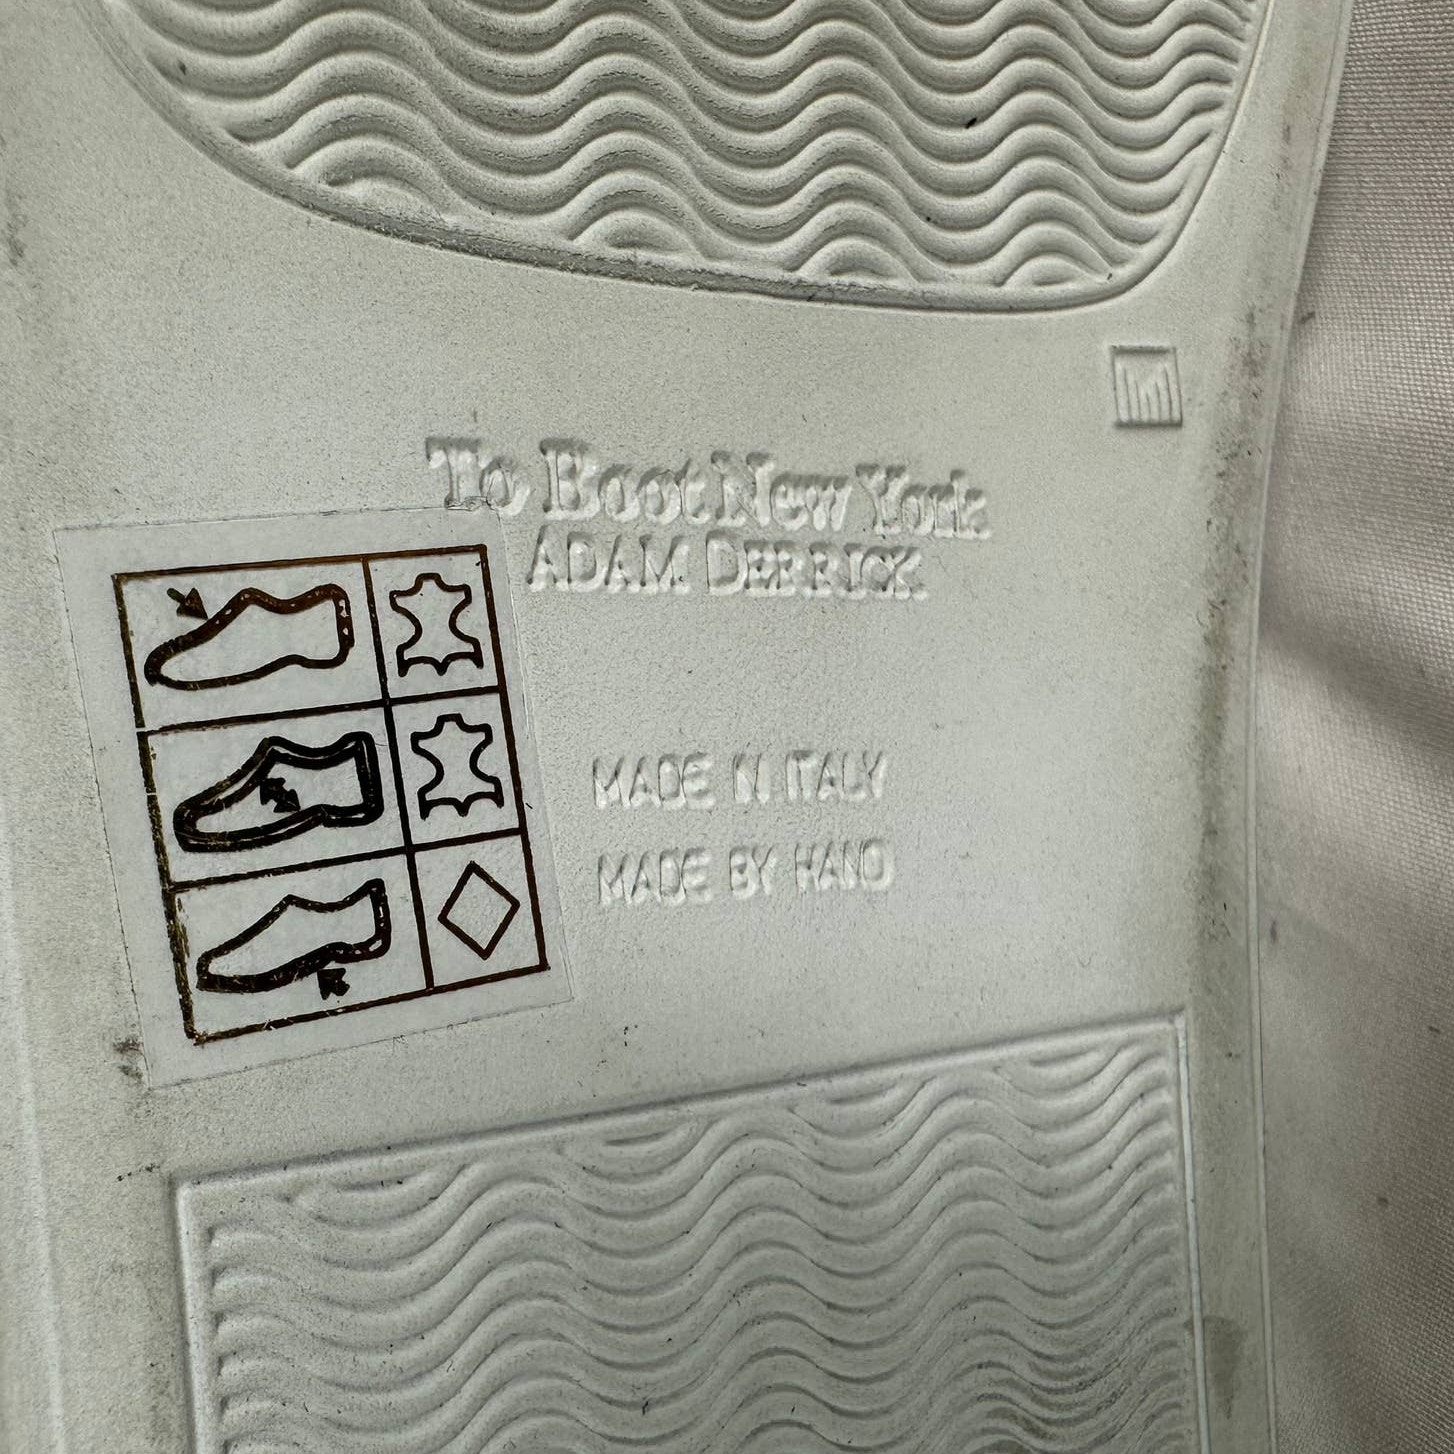 To Boot New York
ADAM DERRICK
MADE IN ITALY
MADE BY HAND